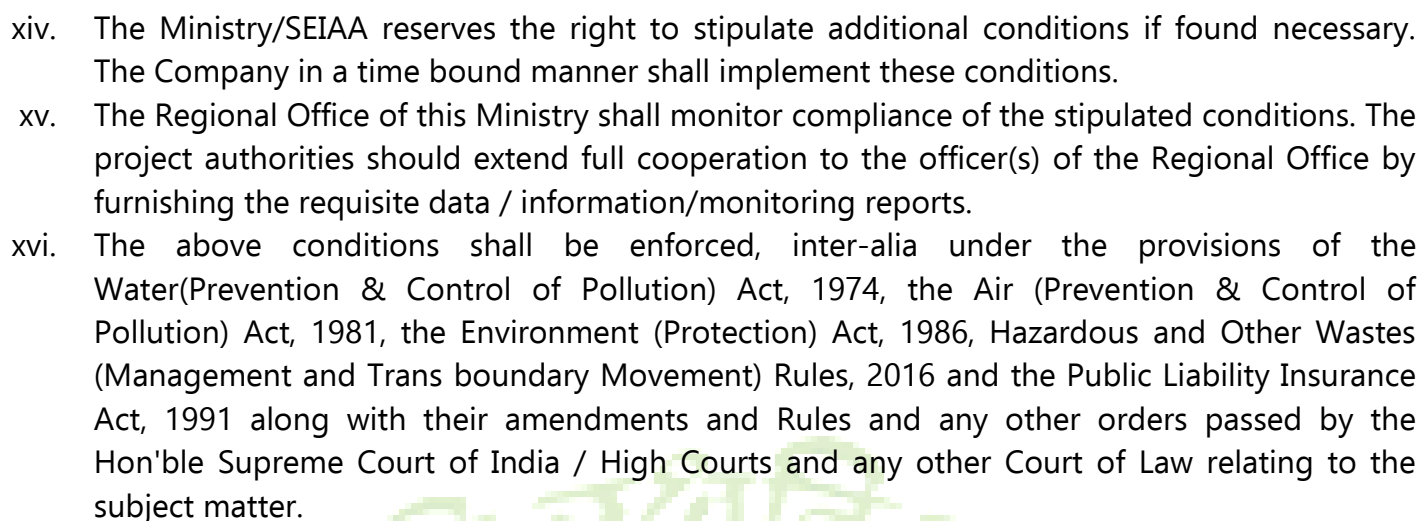 xiv. The Ministry/SEIAA reserves the right to stipulate additional conditions if found necessary.
The Company in a time bound manner shall implement these conditions.
xv. The Regional Office of this Ministry shall monitor compliance of the stipulated conditions. The
project authorities should extend full cooperation to the officer(s) of the Regional Office by
furnishing the requisite data / information/monitoring reports.
xvi. The above conditions shall be enforced, inter-alia under the provisions of the
Water(Prevention & Control of Pollution) Act, 1974, the Air (Prevention & Control of
Pollution) Act, 1981, the Environment (Protection) Act, 1986, Hazardous and Other Wastes
(Management and Trans boundary Movement) Rules, 2016 and the Public Liability Insurance
Act, 1991 along with their amendments and Rules and any other orders passed by the
Hon'ble Supreme Court of India / High Courts and any other Court of Law relating to the
subject matter.